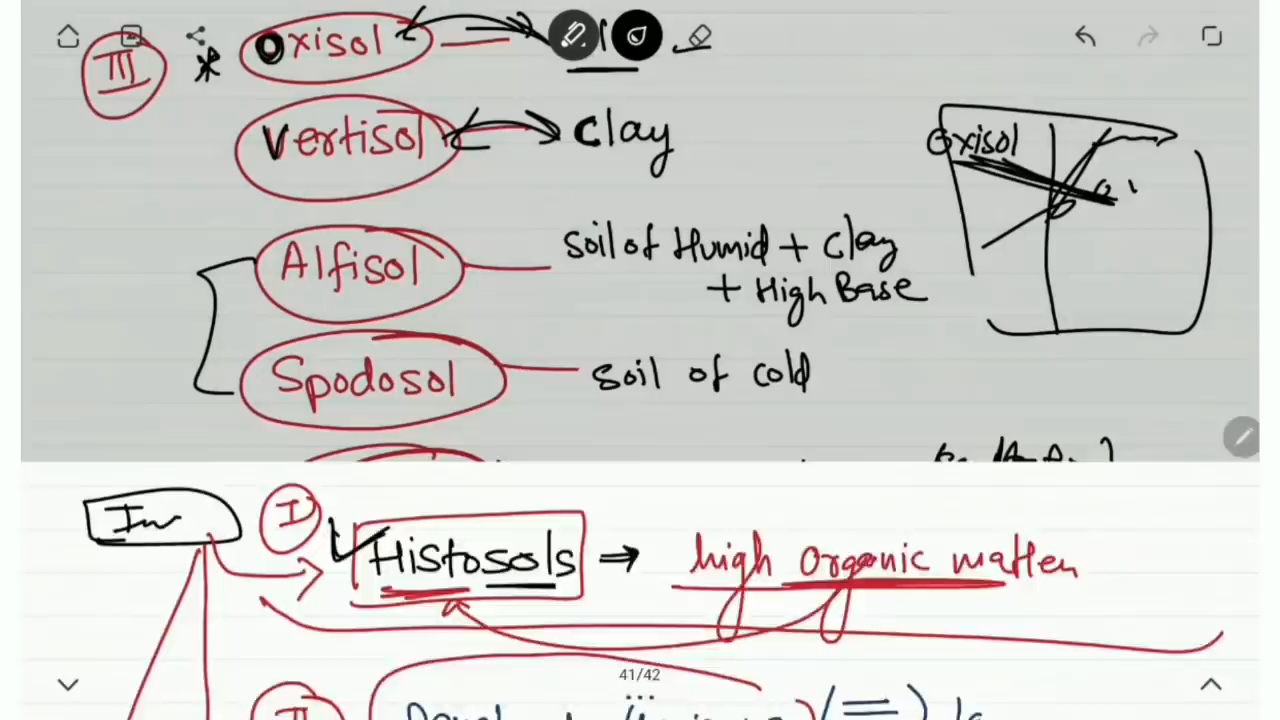 III * Oxisol
Vertisol clay
Oxisol
Alfisol soil of Humid + clay
+ High Base
Spodosol soil of cold
I
Histosols ⇒ high organic matter
41/42
II